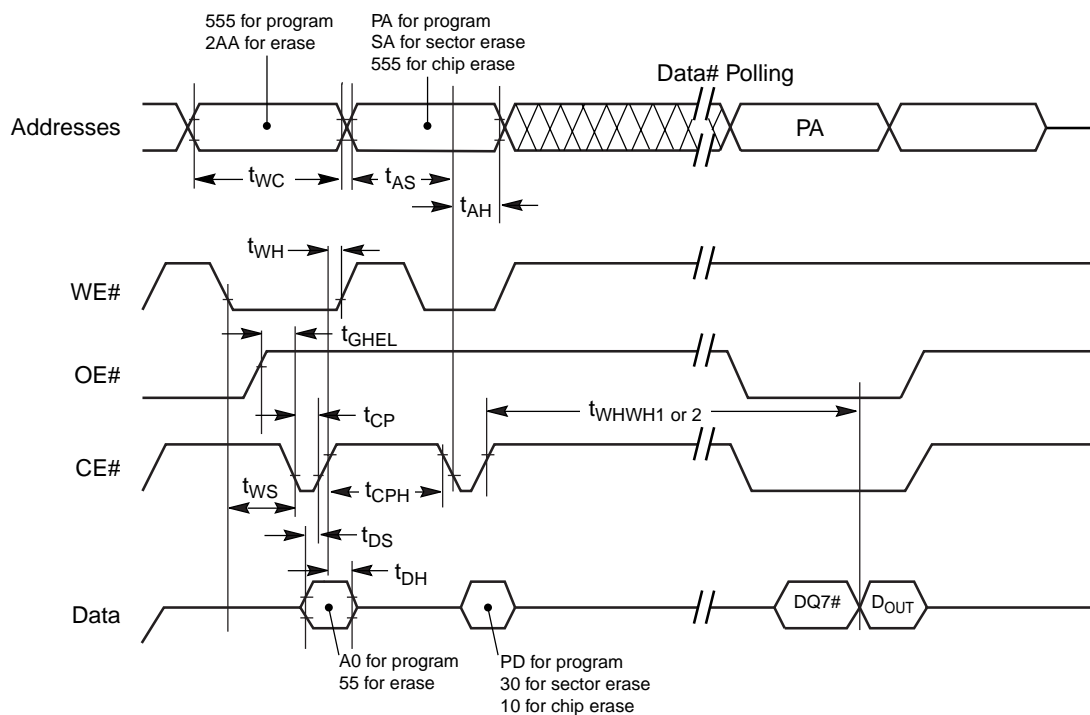 555 for program
2AA for erase
PA for program
SA for sector erase
555 for chip erase
Data# Polling
Addresses
PA
tWC
tAS
tAH
tWH
WE#
tGHEL
OE#
tWHWH1 or 2
tCP
CE#
tWS
tCPH
tDS
tDH
Data
DQ7#
DOUT
A0 for program
55 for erase
PD for program
30 for sector erase
10 for chip erase